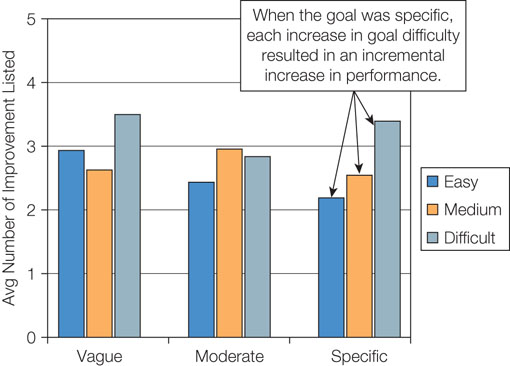 When the goal was specific,
each increase in goal difficulty
resulted in an incremental
increase in performance.
Avg Number of Improvement Listed
5
4
3
2
1
0
Vague
Moderate
Specific
Easy
Medium
Difficult